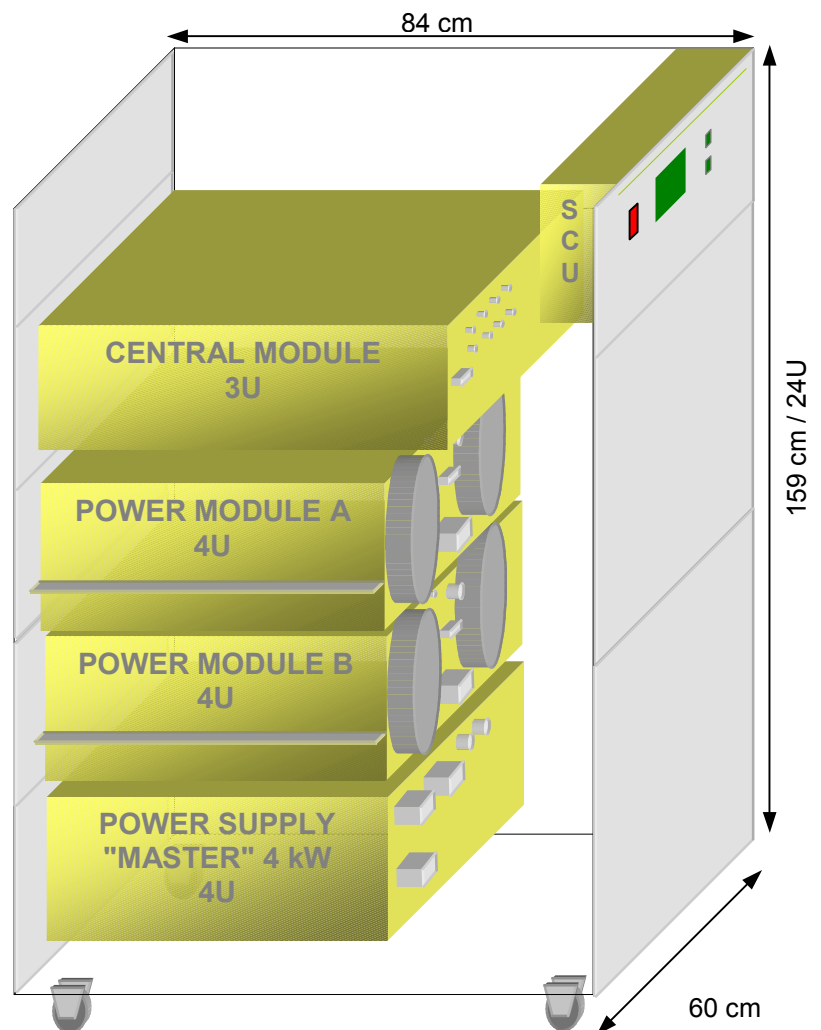 84 cm
S
C
U
CENTRAL MODULE
3U
159 cm / 24U
POWER MODULE A
4U
POWER MODULE B
4U
POWER SUPPLY
"MASTER" 4 kW
4U
60 cm